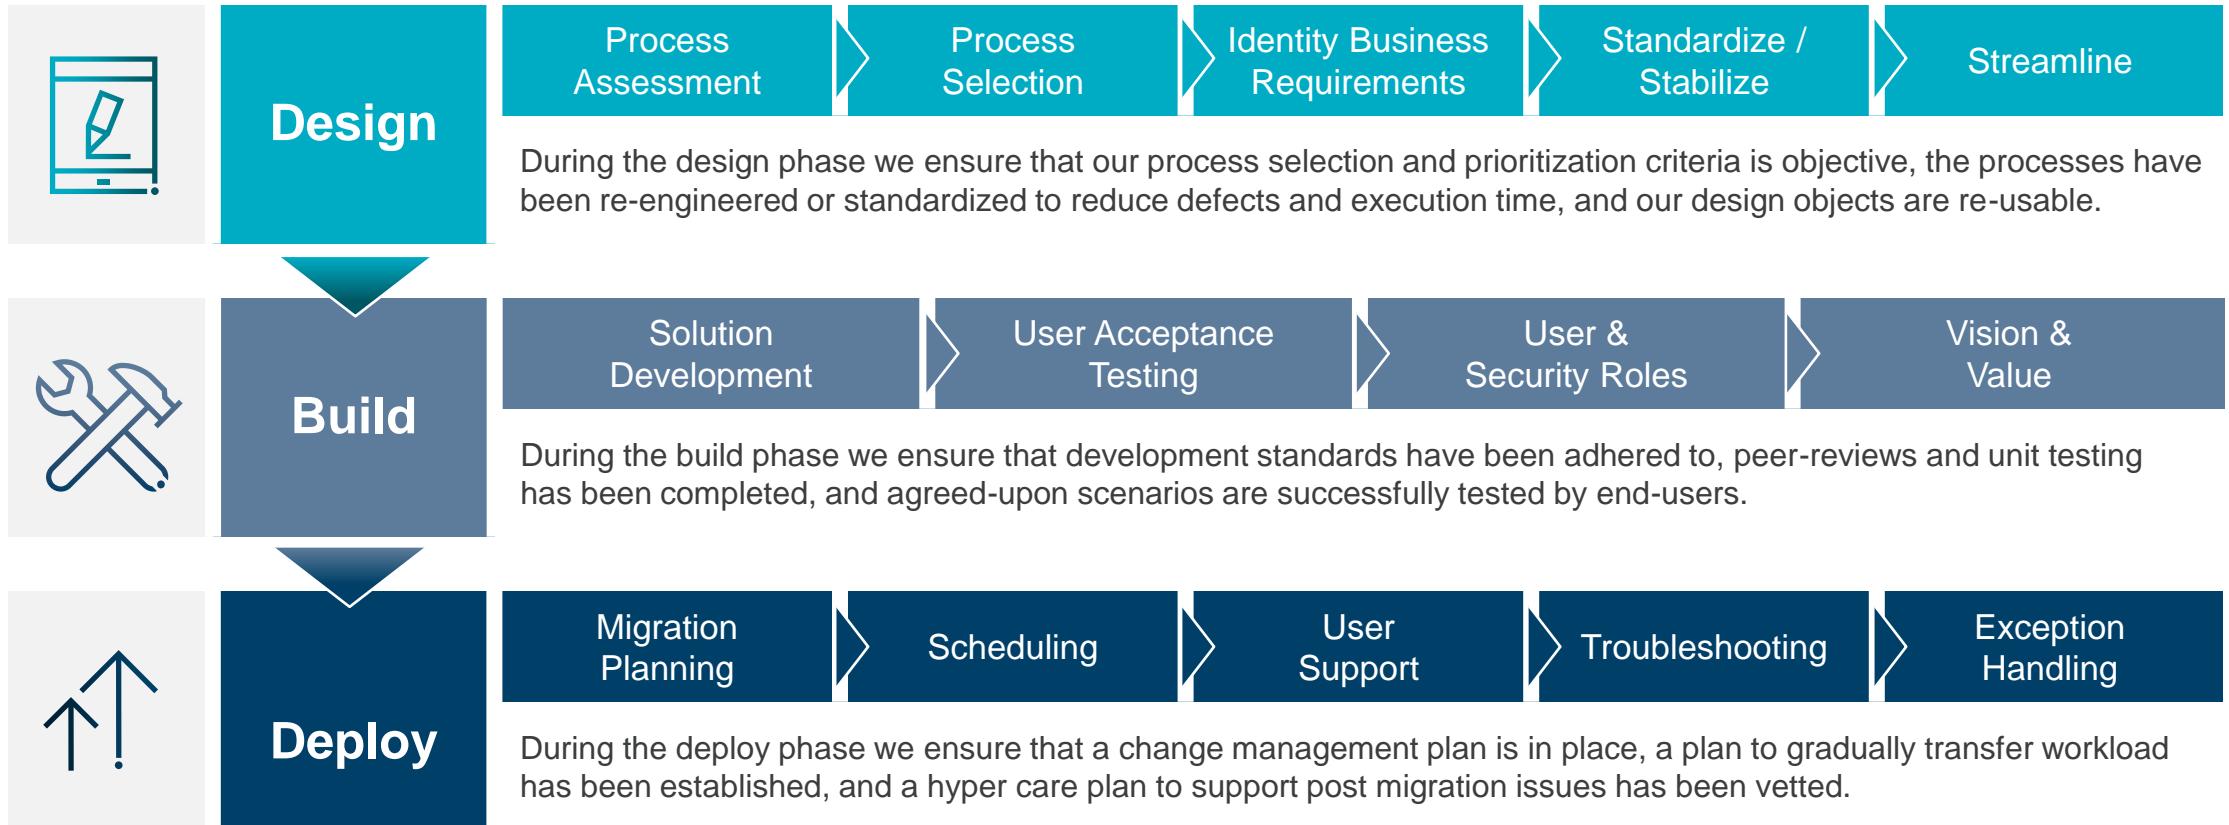 Design
Process
Assessment
Process
Selection
Identity Business
Requirements
Standardize /
Stabilize
Streamline
During the design phase we ensure that our process selection and prioritization criteria is objective, the processes have
been re-engineered or standardized to reduce defects and execution time, and our design objects are re-usable.
Build
Solution
Development
User Acceptance
Testing
User &
Security Roles
Vision &
Value
During the build phase we ensure that development standards have been adhered to, peer-reviews and unit testing
has been completed, and agreed-upon scenarios are successfully tested by end-users.
Deploy
Migration
Planning
Scheduling
User
Support
Troubleshooting
Exception
Handling
During the deploy phase we ensure that a change management plan is in place, a plan to gradually transfer workload
has been established, and a hyper care plan to support post migration issues has been vetted.